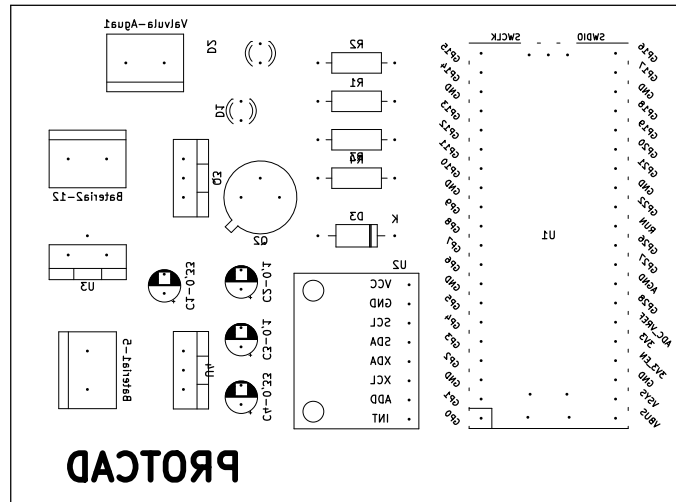 Valvula-Agua1
D2
R2
SWCLK
SWDIO
GP15
GP16
GP14
GP17
R1
GND
GND
D1
GP13
GP18
GP12
GP19
GP11
GP20
R4
GP10
GP21
Q3
GND
GND
Bateria2-12
GP9
GP22
D3
K
GP8
RUN
U1
Q2
GP7
GP26
U2
GP6
GP27
U3
C1-0,33
C2-0,1
VCC
GND
AGND
GND
GP5
GP28
SCL
GP4
ADC_VREF
C3-0,1
SDA
GP3
3V3
Bateria1-5
U4
XDA
GP2
3V3_EN
XCL
GND
GND
C4-0,33
ADD
GP1
VSYS
INT
GP0
VBUS
PROTCAD